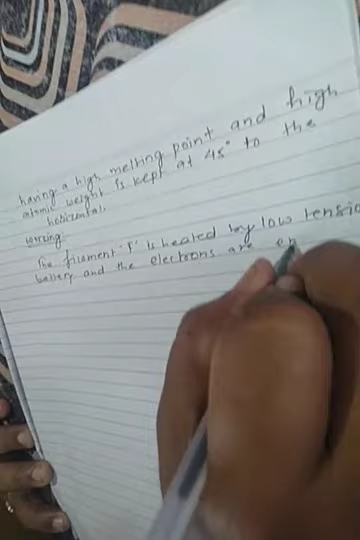 having a high melting point and high
atomic weight is kept at 45° to the
horizontal.
working:
The filament 'F' is heated by low tensio
battery and the electrons are